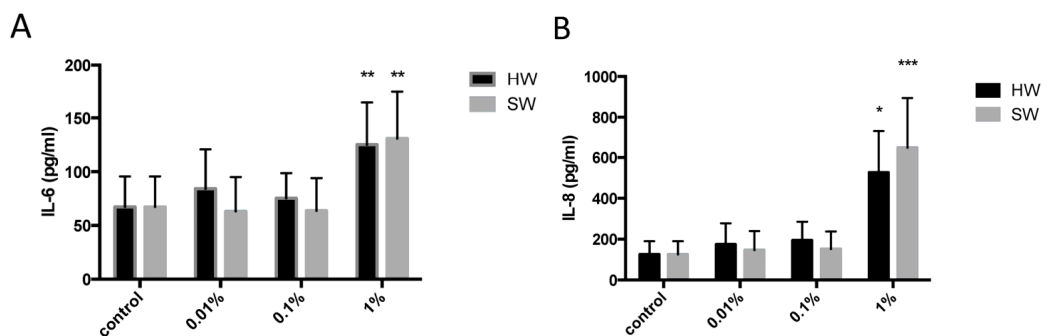 A
IL-6 (pg/ml)
200
150
100
50
0
** **
control
0.01%
0.1%
1%
HW
SW
B
IL-8 (pg/ml)
1000
800
600
400
200
0
*
***
control
0.01%
0.1%
1%
HW
SW